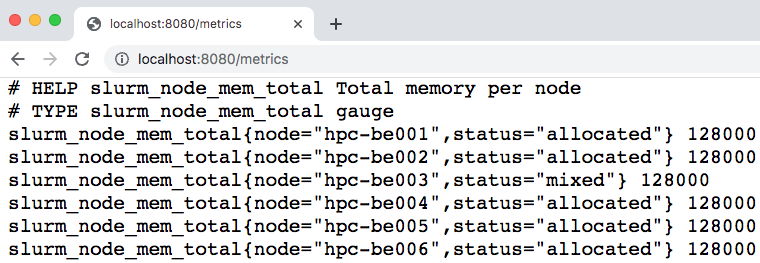 localhost:8080/metrics
localhost:8080/metrics
# HELP slurm_node_mem_total Total memory per node
# TYPE slurm_node_mem_total gauge
slurm_node_mem_total{node="hpc-be001",status="allocated"} 128000
slurm_node_mem_total{node="hpc-be002",status="allocated"} 128000
slurm_node_mem_total{node="hpc-be003",status="mixed"} 128000
slurm_node_mem_total{node="hpc-be004",status="allocated"} 128000
slurm_node_mem_total{node="hpc-be005",status="allocated"} 128000
slurm_node_mem_total{node="hpc-be006",status="allocated"} 128000